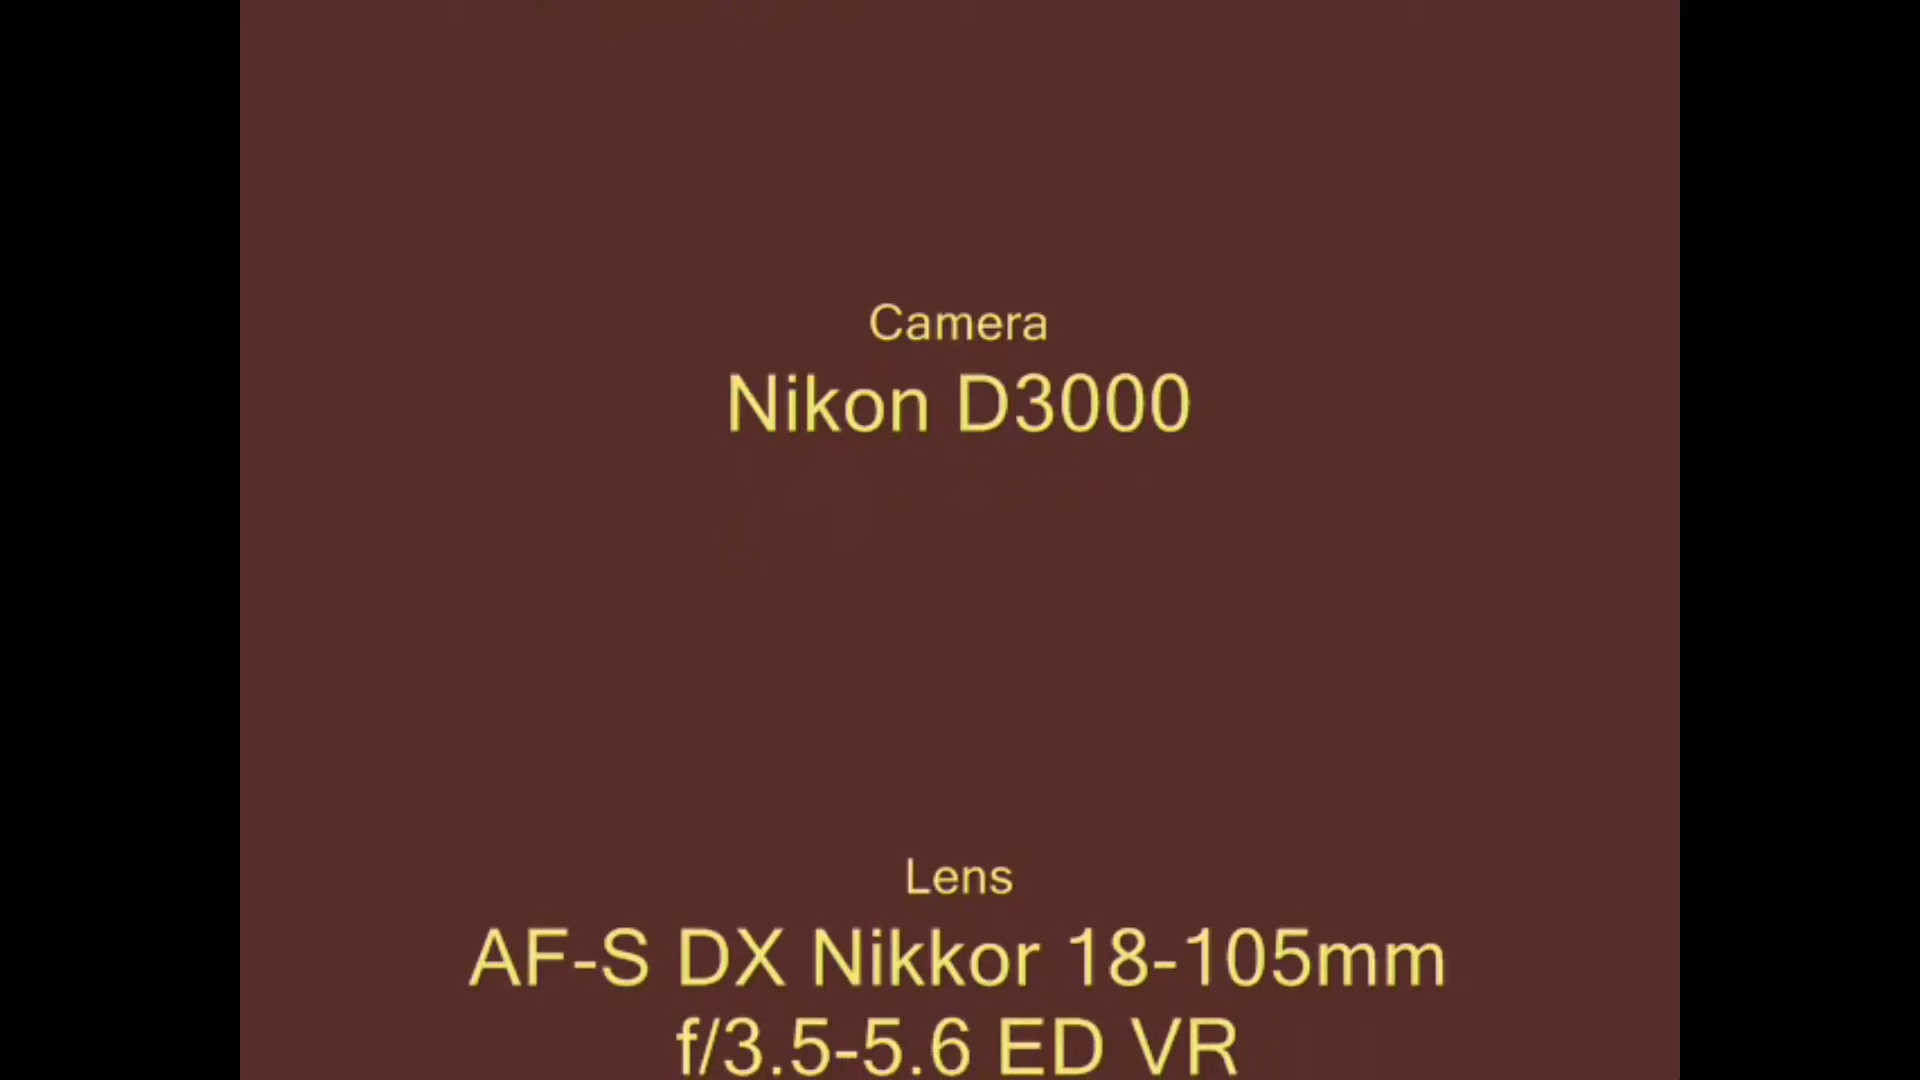 Camera
Nikon D3000
Lens
AF-S DX Nikkor 18-105mm
f/3.5-5.6 ED VR